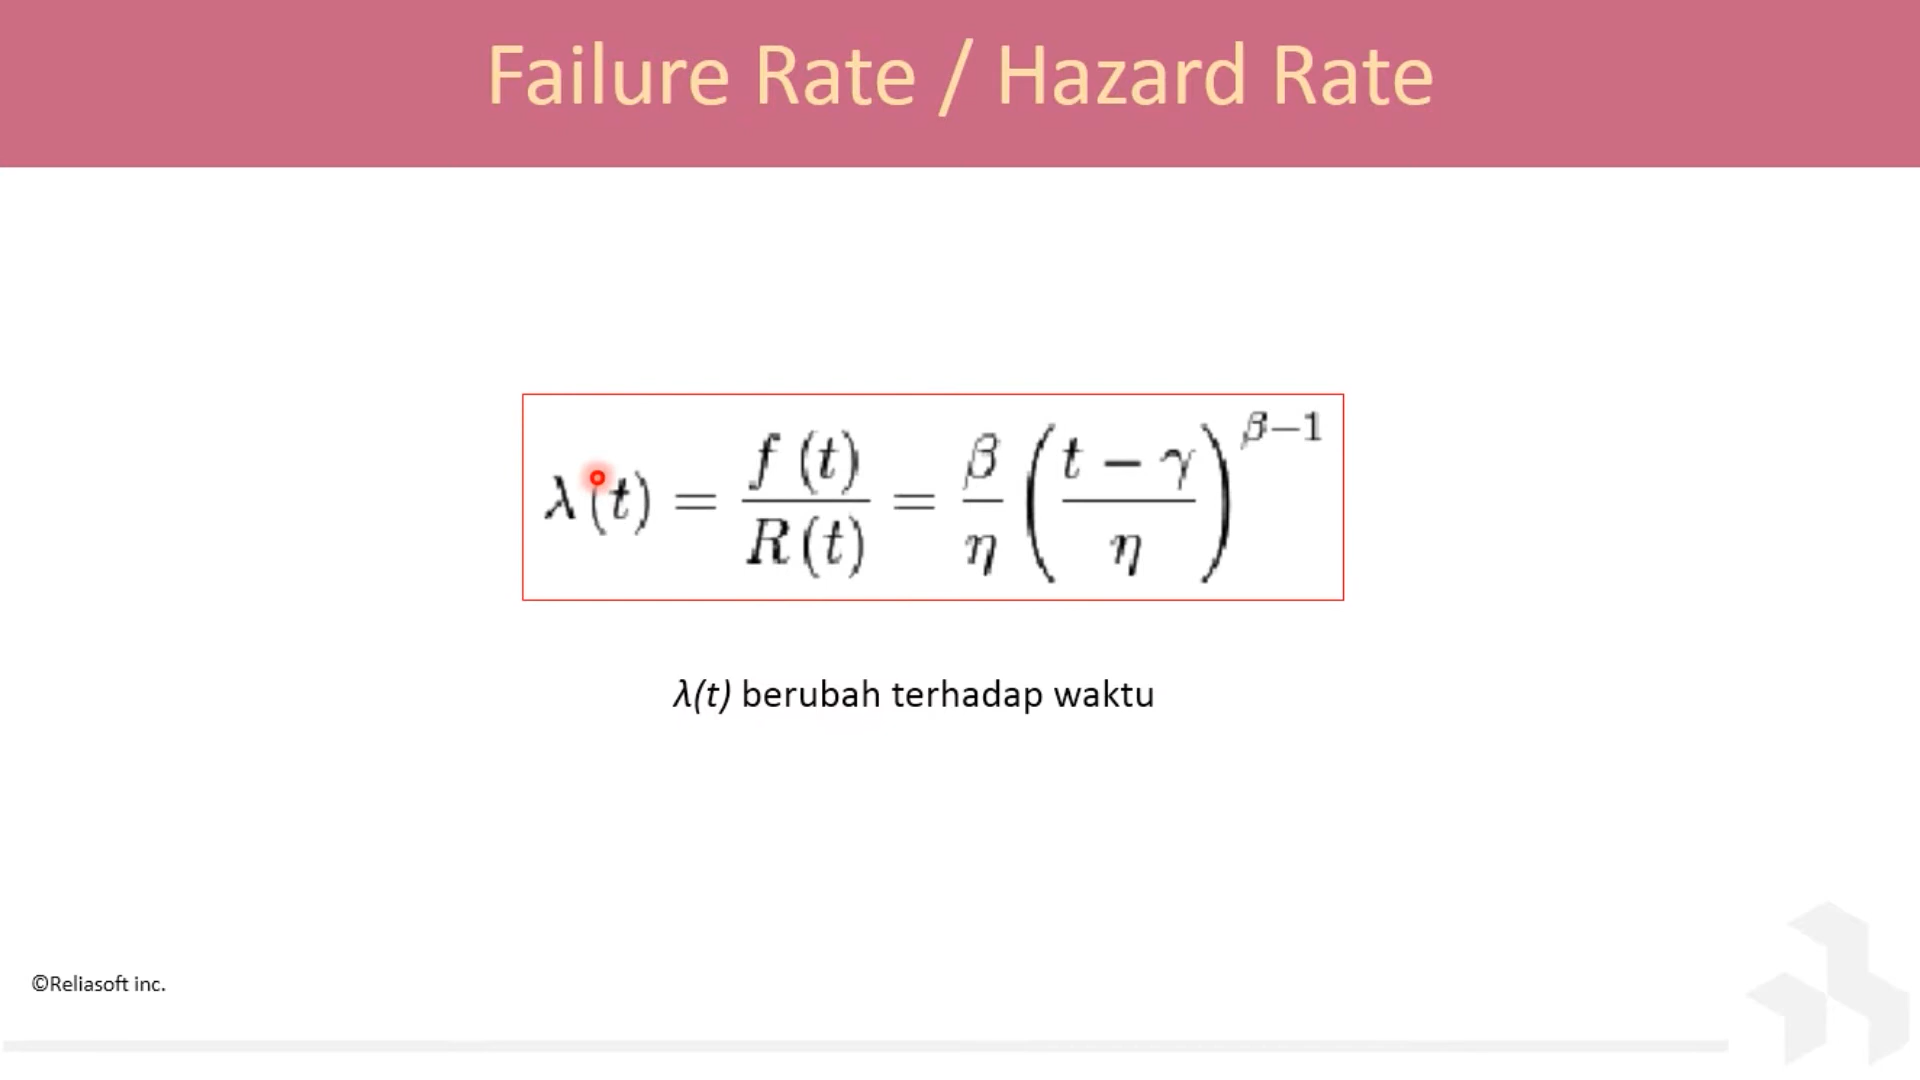 Failure Rate / Hazard Rate
λ(t) = f(t)/R(t) = β/η ((t − γ)/η)^(β−1)
λ(t) berubah terhadap waktu
©Reliasoft inc.